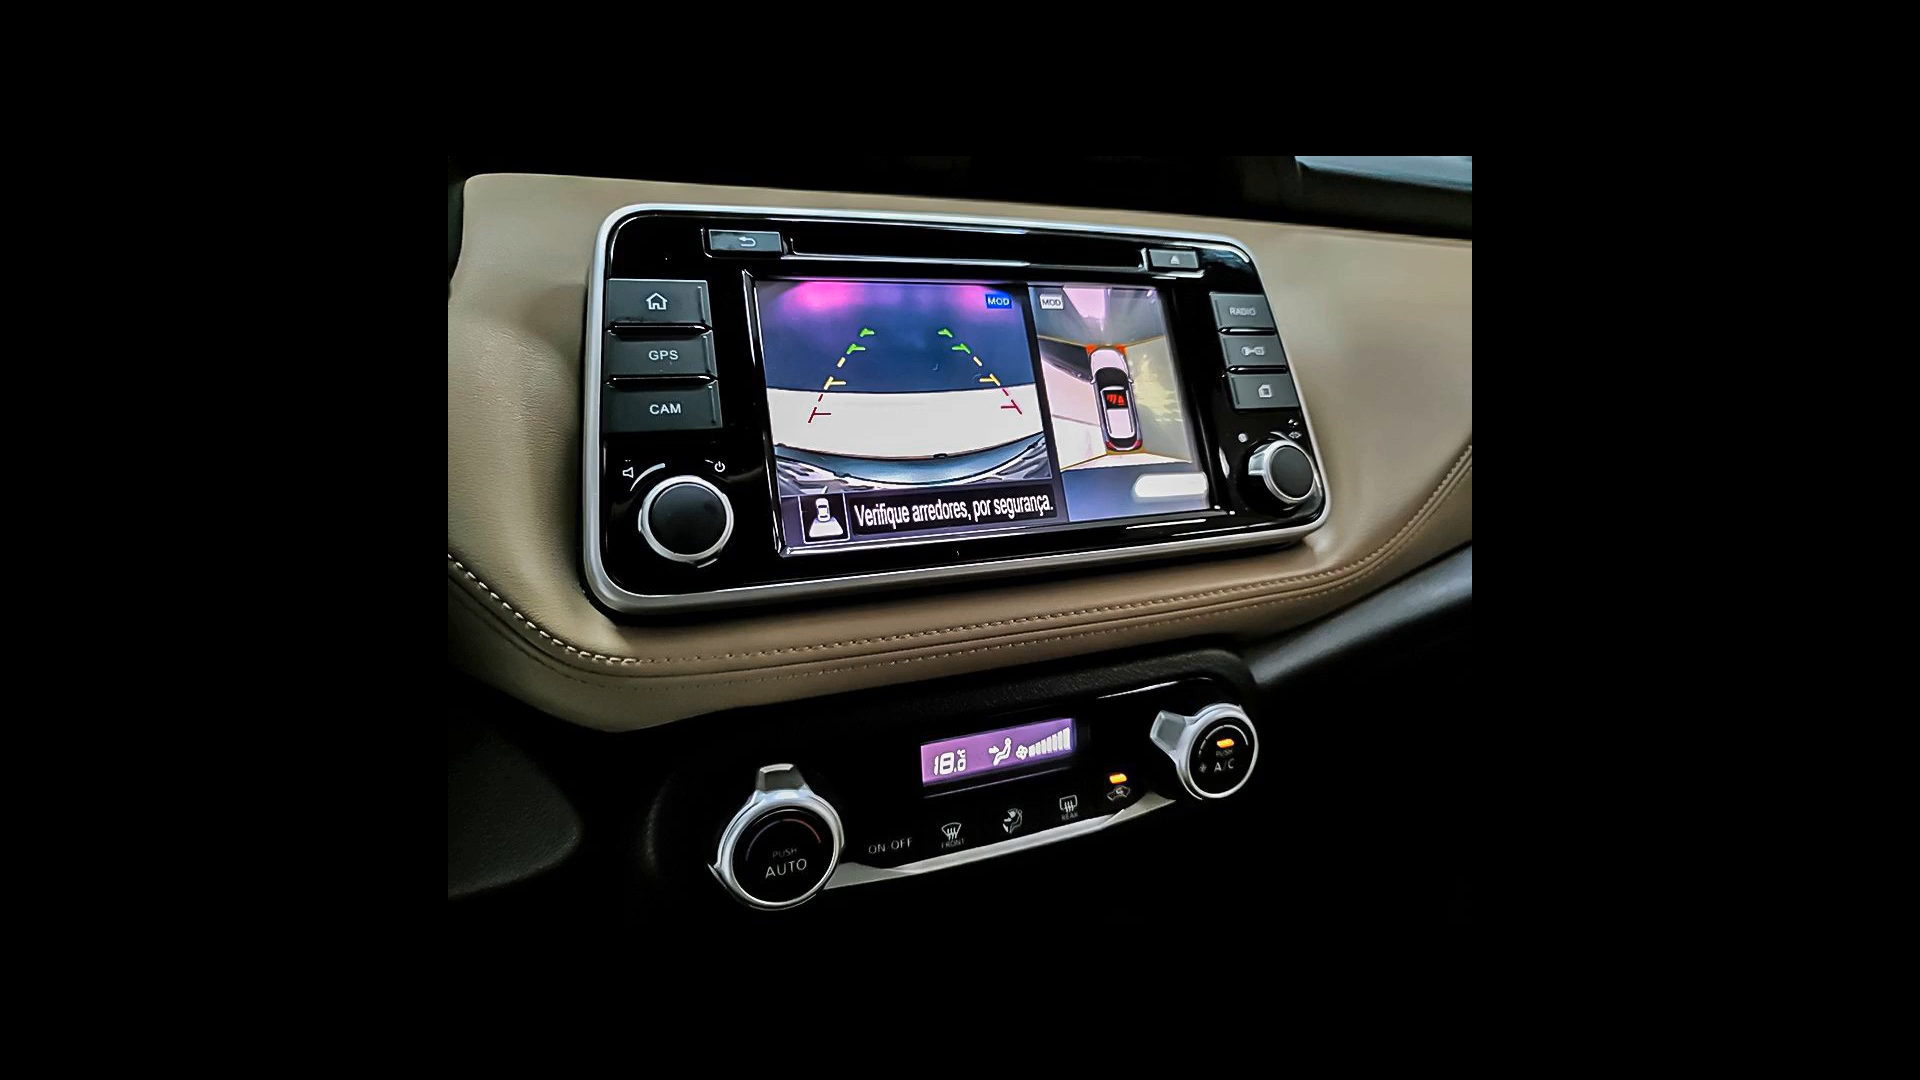 MOD
MOD
GPS
CAM
RADIO
Verifique arredores, por segurança.
18.0 °C
PUSH
AUTO
ON OFF
FRONT
REAR
PUSH
A/C